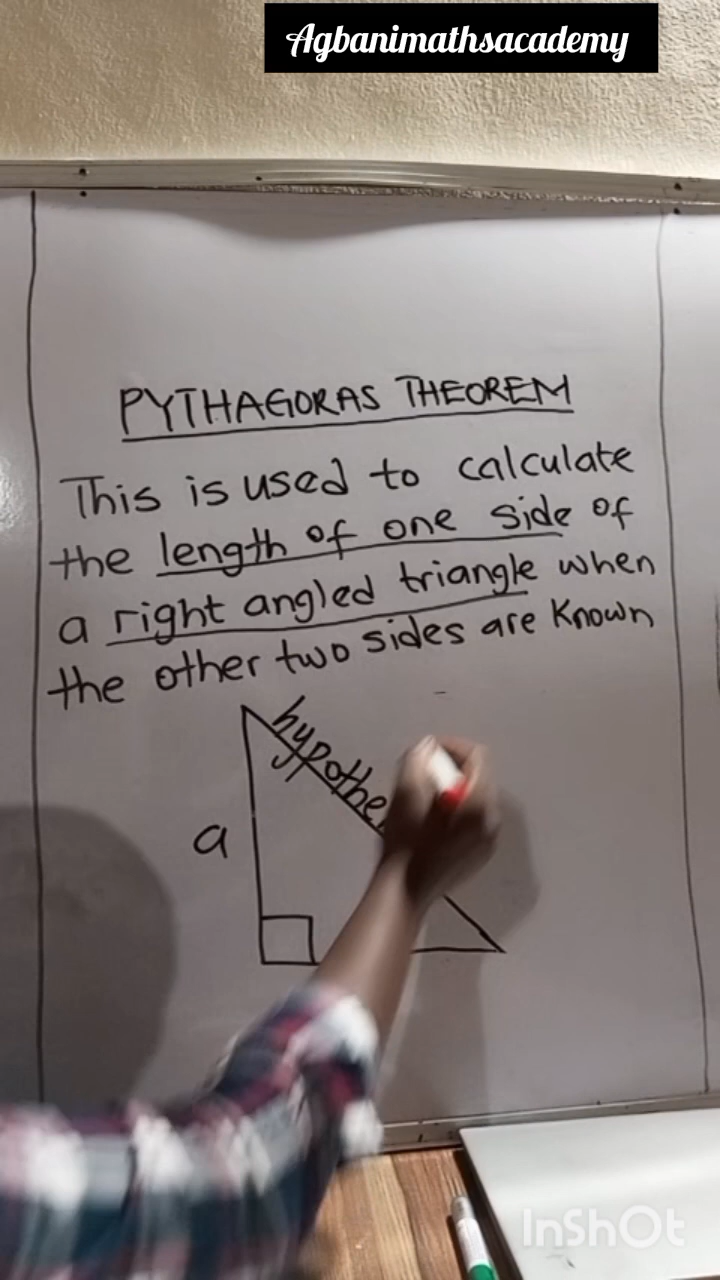 Agbanimathsacademy
PYTHAGORAS THEOREM
This is used to calculate
the length of one side of
a right angled triangle when
the other two sides are known
hypothe
a
InShOt